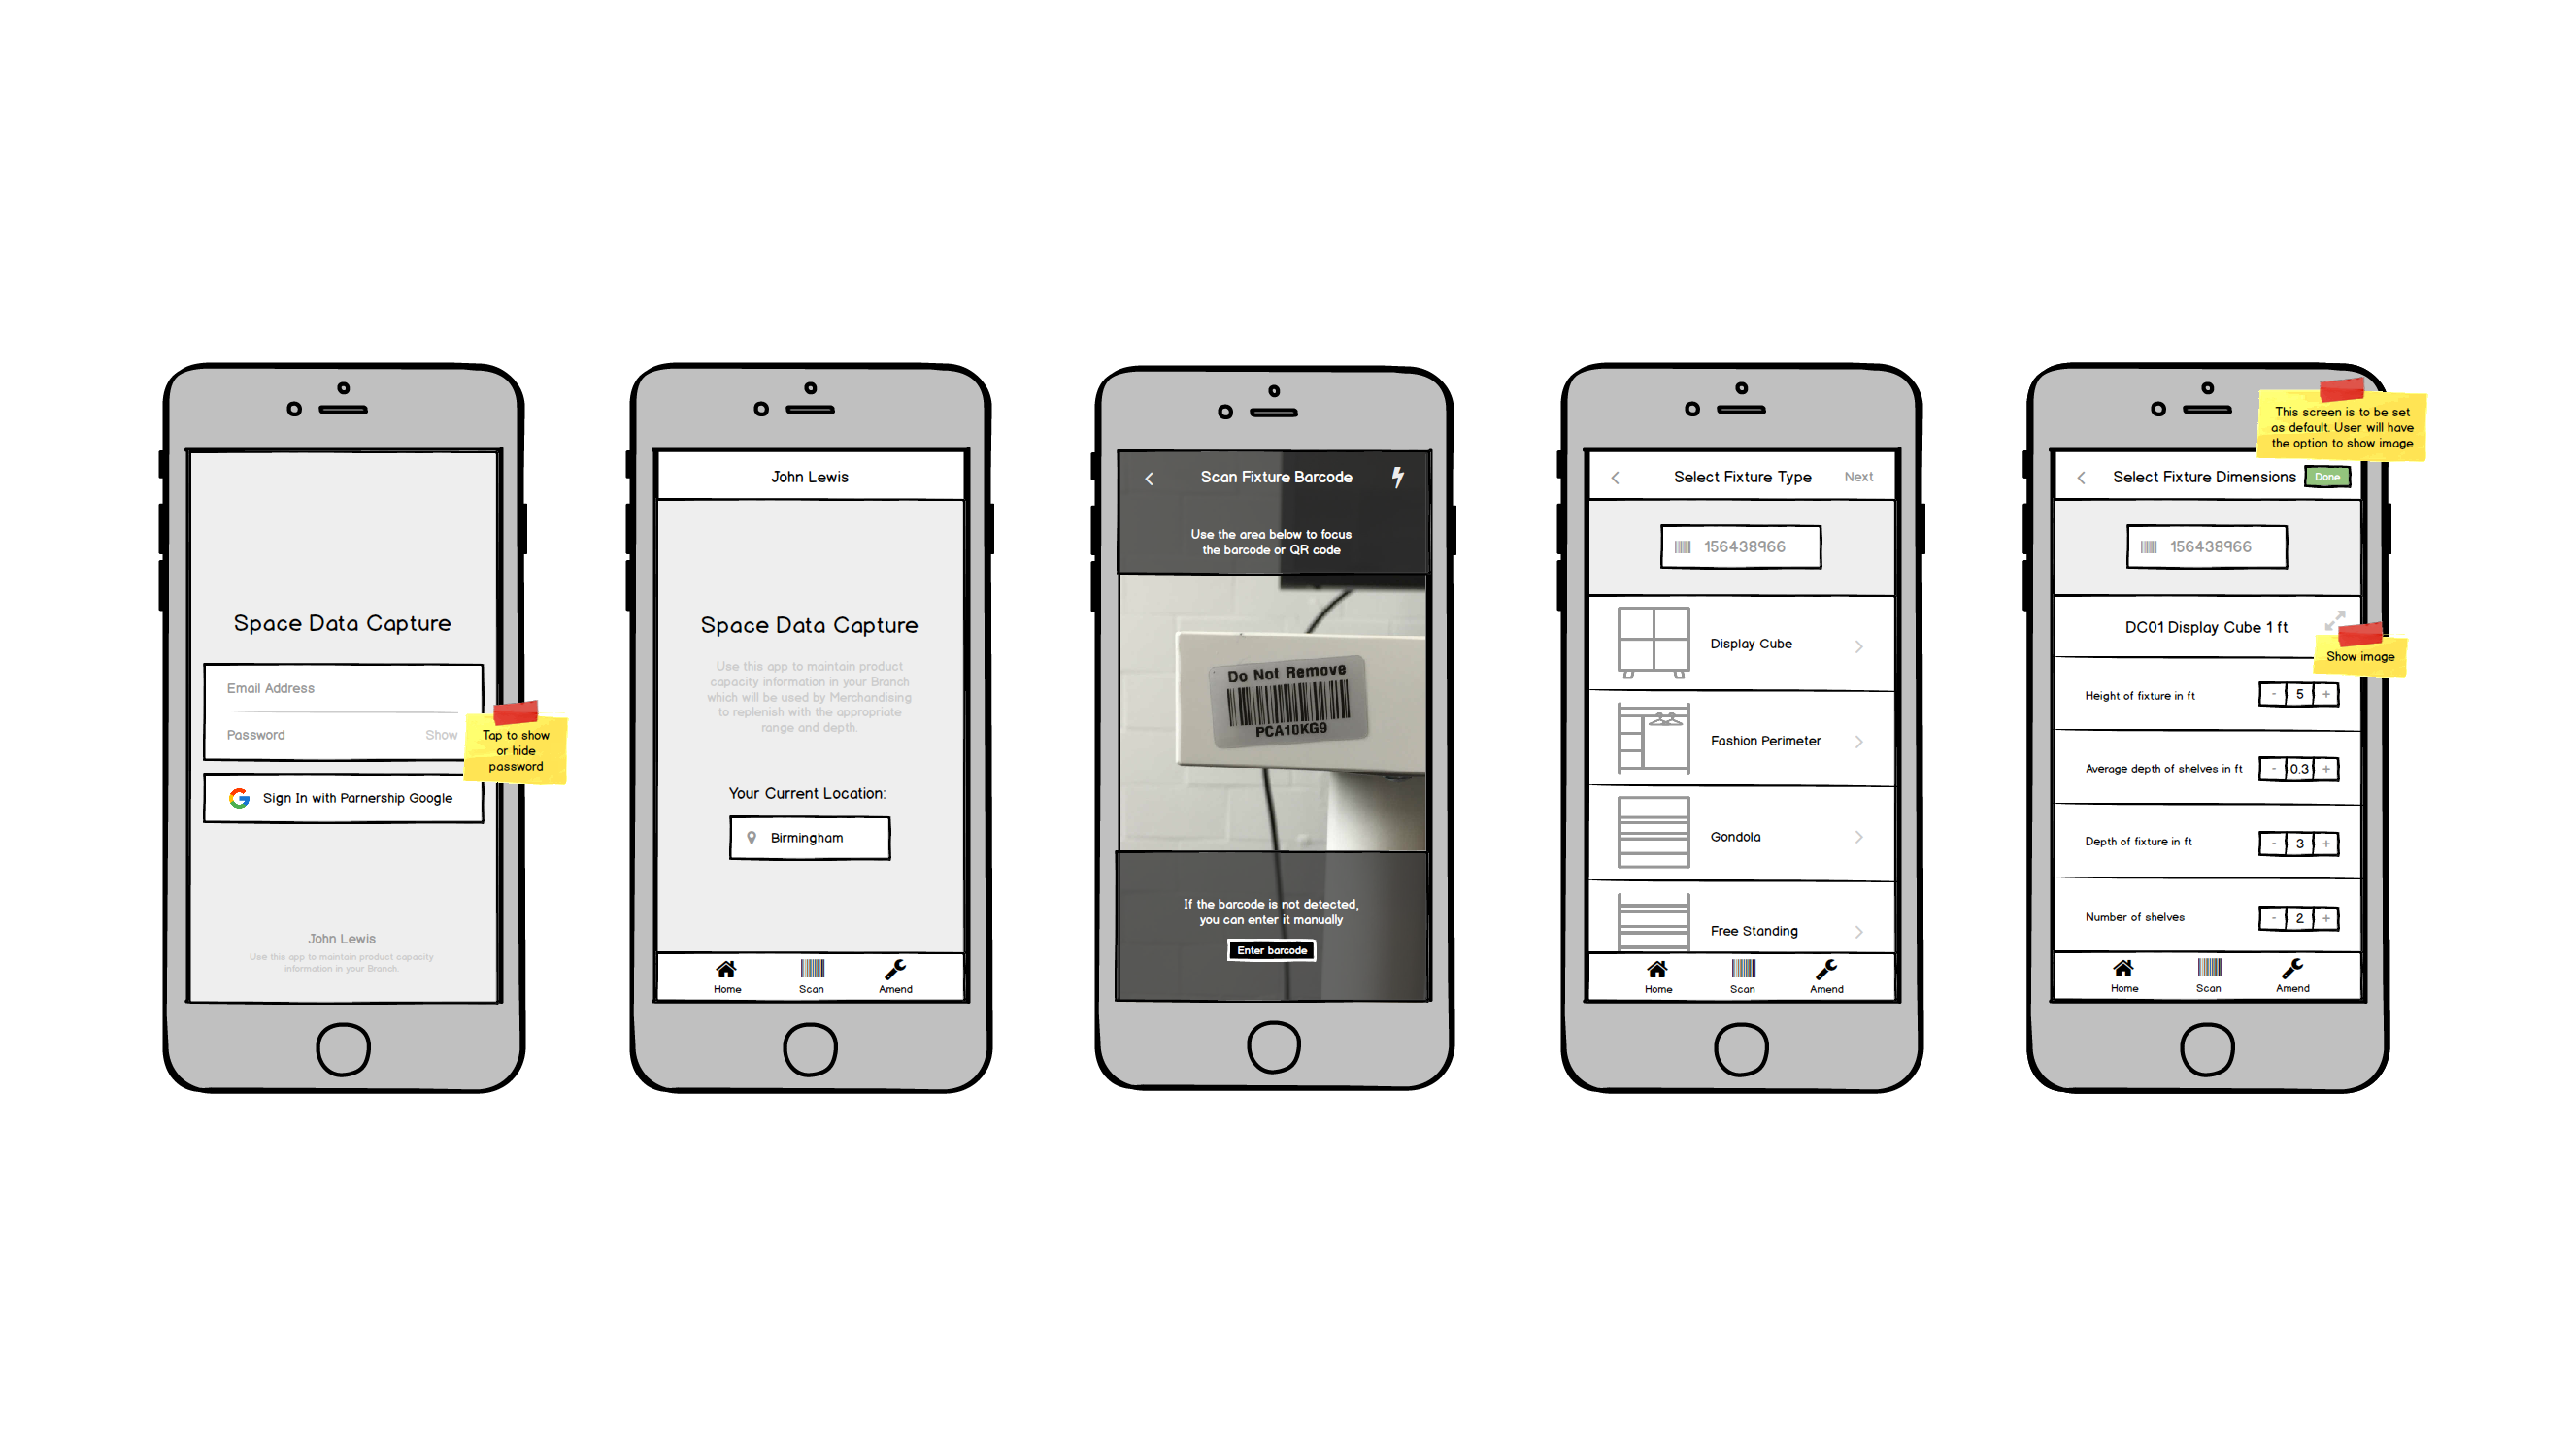 Space Data Capture
Email Address
Password Show
Tap to show
or hide
password
Sign In with Parnership Google
John Lewis
Use this app to maintain product capacity
information in your Branch.
John Lewis
Space Data Capture
Use this app to maintain product
capacity information in your Branch
which will be used by Merchandising
to replenish with the appropriate
range and depth.
Your Current Location:
Birmingham
Home Scan Amend
Scan Fixture Barcode
Use the area below to focus
the barcode or QR code
Do Not Remove
PCA10KG9
If the barcode is not detected,
you can enter it manually
Enter barcode
Select Fixture Type Next
156438966
Display Cube
Fashion Perimeter
Gondola
Free Standing
Home Scan Amend
This screen is to be set
as default. User will have
the option to show image
Select Fixture Dimensions Done
156438966
DC01 Display Cube 1 ft
Show image
Height of fixture in ft - 5 +
Average depth of shelves in ft - 0.3 +
Depth of fixture in ft - 3 +
Number of shelves - 2 +
Home Scan Amend